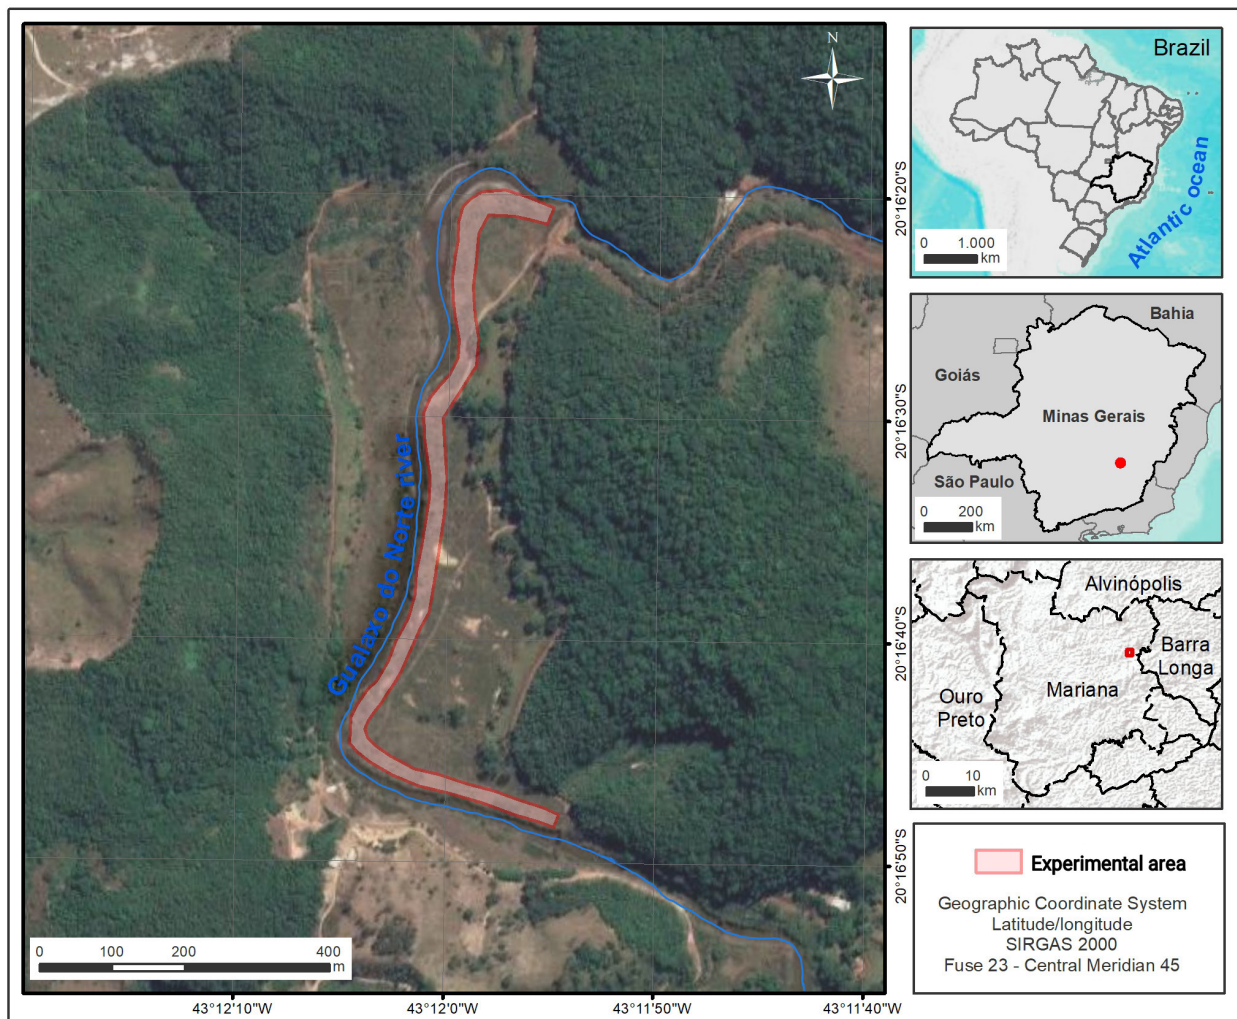 N
Gualaxo do Norte river
0 100 200 400
m
43°12'10"W 43°12'0"W 43°11'50"W 43°11'40"W
20°16'20"S
20°16'30"S
20°16'40"S
20°16'50"S
Brazil
Atlantic ocean
0 1.000
km
Bahia
Goiás
Minas Gerais
São Paulo
0 200
km
Alvinópolis
Barra
Longa
Mariana
Ouro
Preto
0 10
km
Experimental area
Geographic Coordinate System
Latitude/longitude
SIRGAS 2000
Fuse 23 - Central Meridian 45